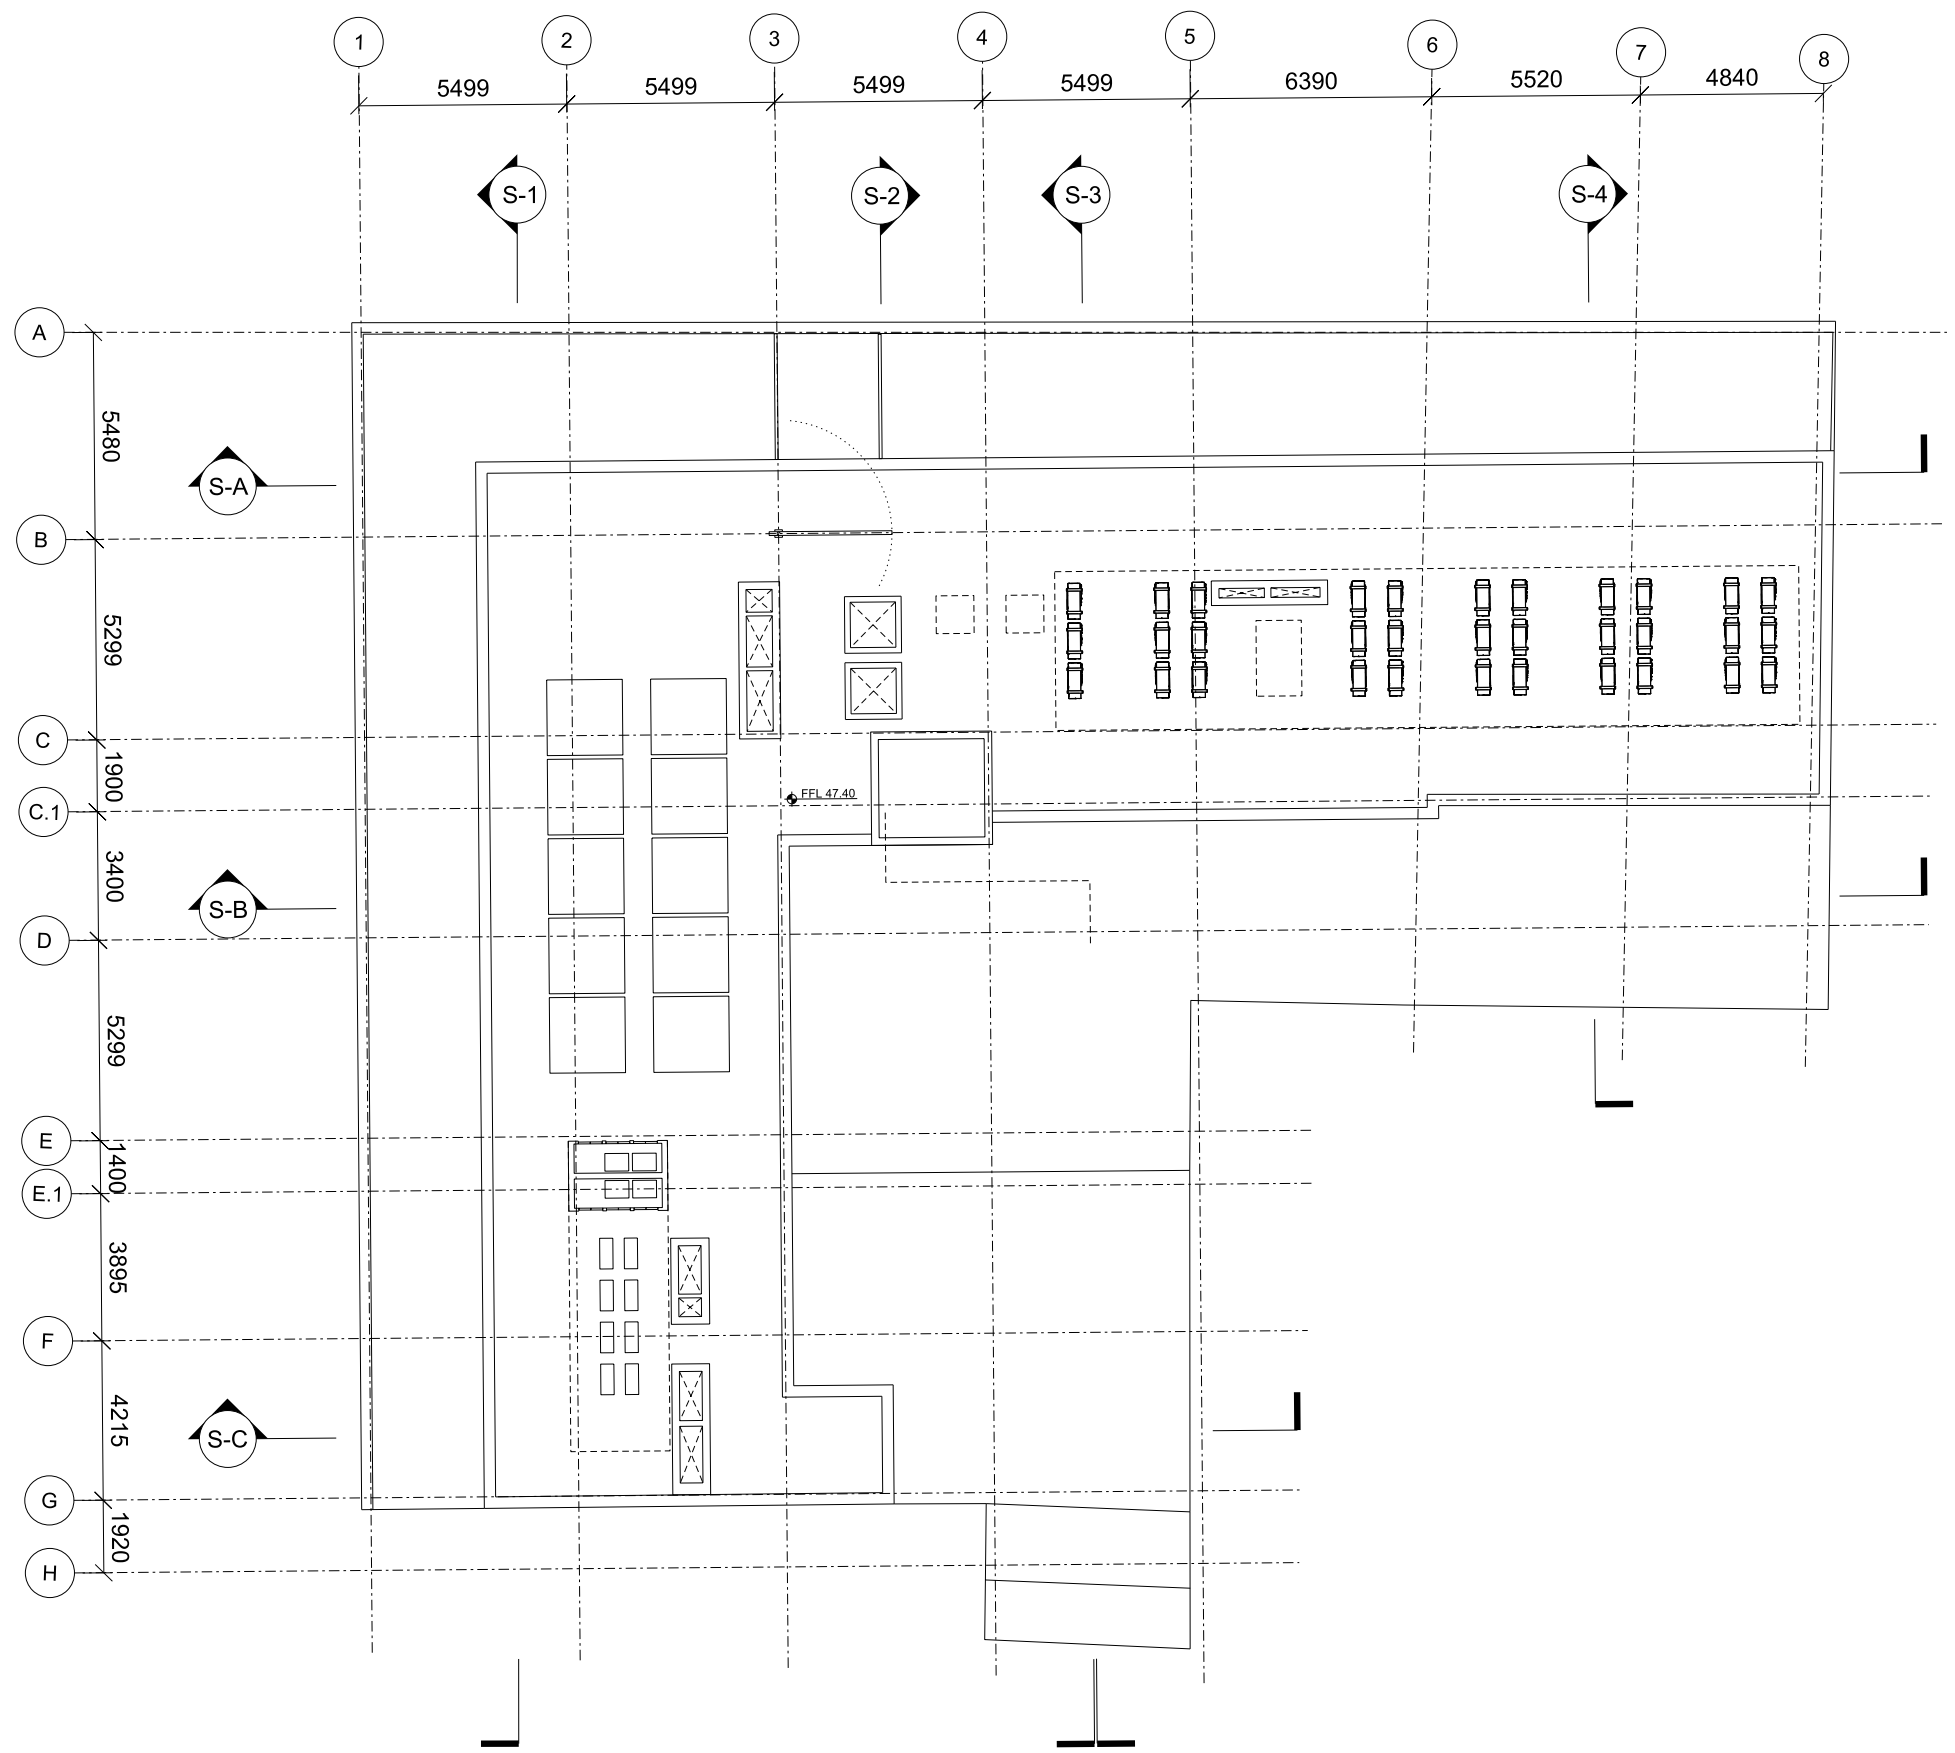 1 2 3 4 5 6 7 8
5499 5499 5499 5499 6390 5520 4840
S-1 S-2 S-3 S-4
A
5480
S-A
B
5299
C
1900
FFL 47.40
C.1
3400
S-B
D
5299
E
1400
E.1
3895
F
4215
S-C
G
1920
H